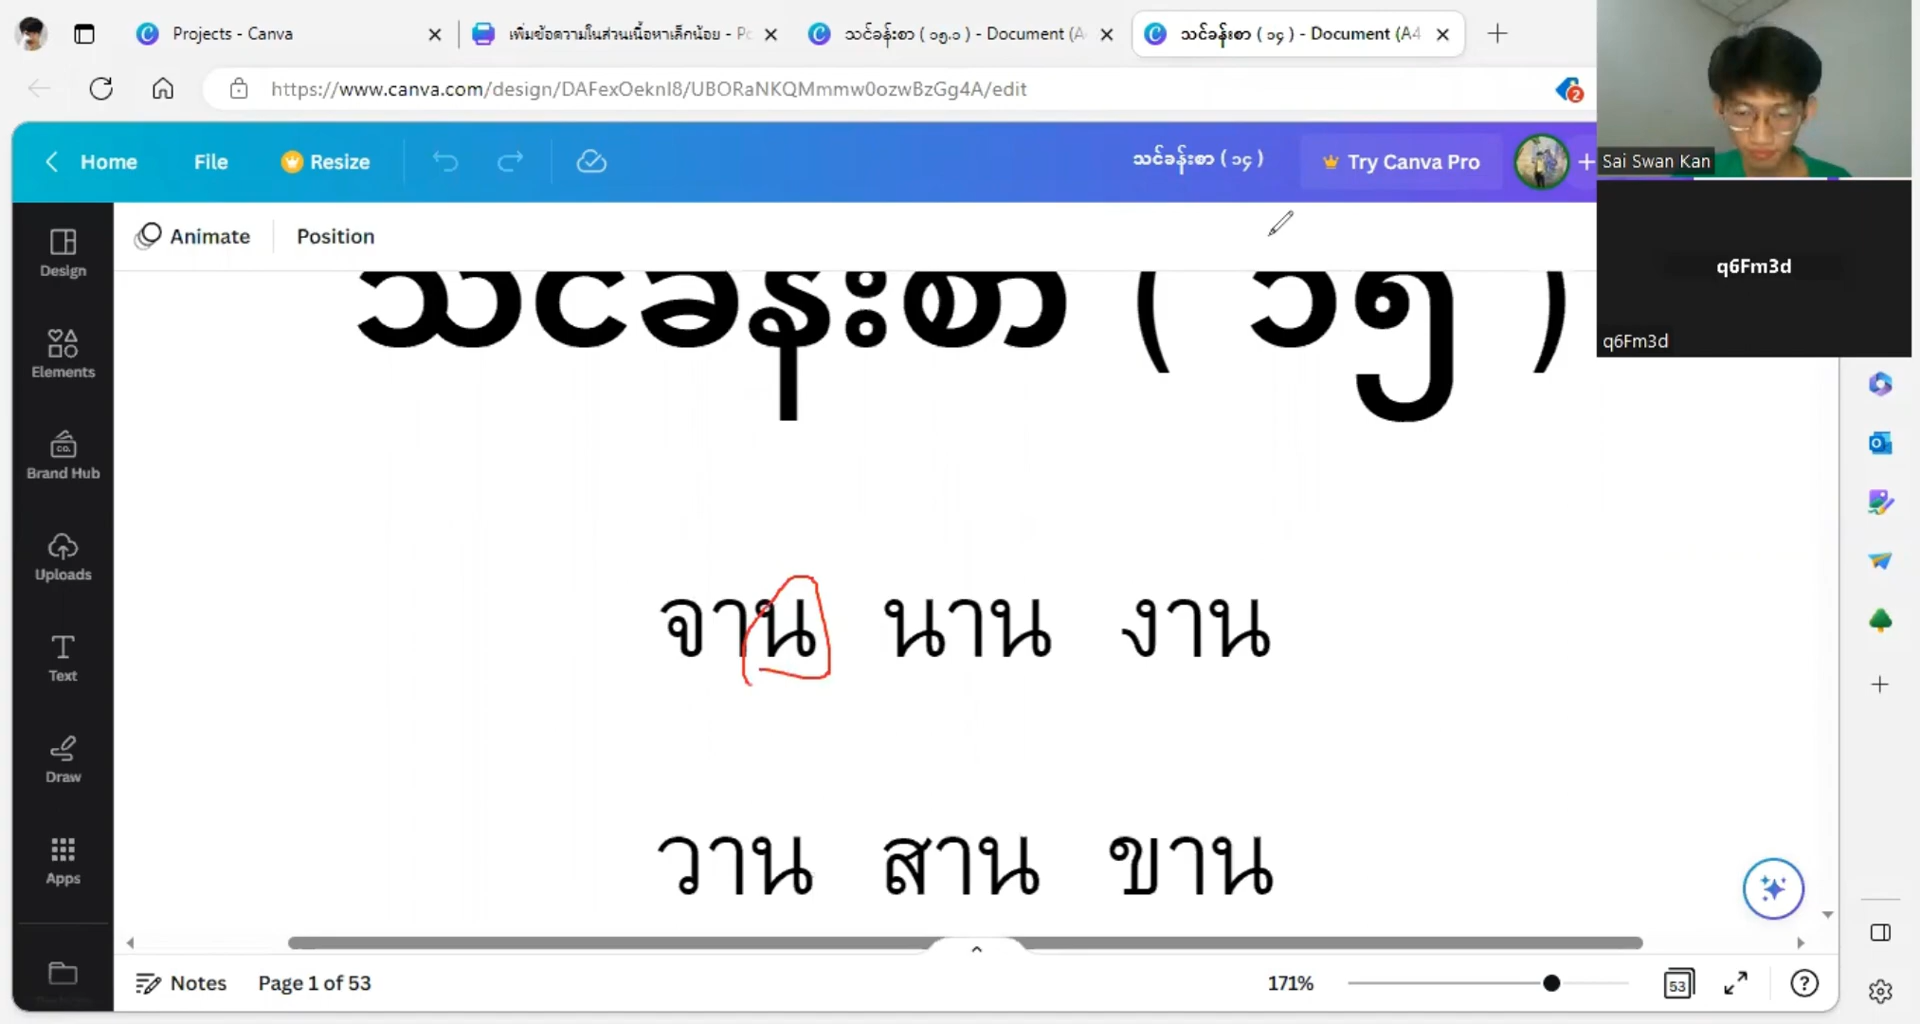 Projects - Canva
เพิ่มข้อความในส่วนเนื้อหาเล็กน้อย - Po
သင်ခန်းစာ ( ၁၅.၁ ) - Document (A
သင်ခန်းစာ ( ၁၄ ) - Document (A4
https://www.canva.com/design/DAFexOeknI8/UBORaNKQMmmw0ozwBzGg4A/edit
2
Home File Resize
သင်ခန်းစာ ( ၁၄ )
Try Canva Pro
Sai Swan Kan
q6Fm3d
q6Fm3d
Animate Position
Design
Elements
CO.
Brand Hub
Uploads
Text
Draw
Apps
သင်ခန်းစာ ( ၁၅ )
จาน นาน งาน
วาน สาน ขาน
Notes Page 1 of 53
171%
53